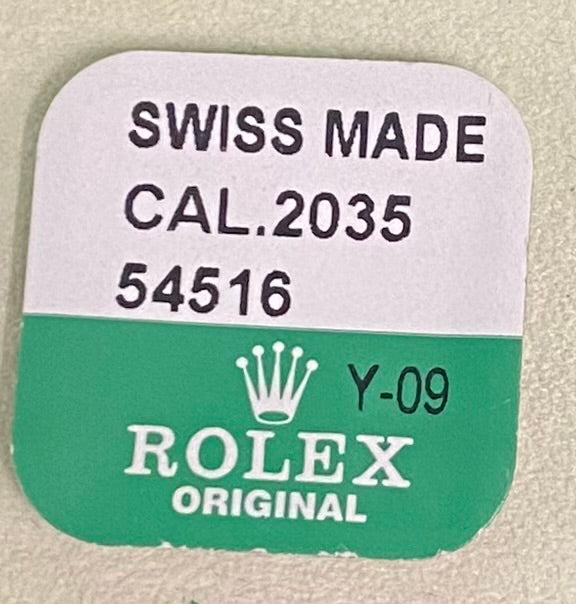 SWISS MADE
CAL.2035
54516
Y-09
ROLEX
ORIGINAL